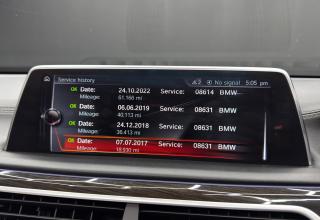 Service history
2 No signal 5:05 pm
OK Date: 24.10.2022 Service: 08614 BMW
Mileage: 61.166 mi
OK Date: 06.06.2019 Service: 08631 BMW
Mileage: 40.113 mi
OK Date: 24.12.2018 Service: 08631 BMW
Mileage: 36.413 mi
OK Date: 07.07.2017 Service: 08631 BMW
Mileage: 18.930 mi